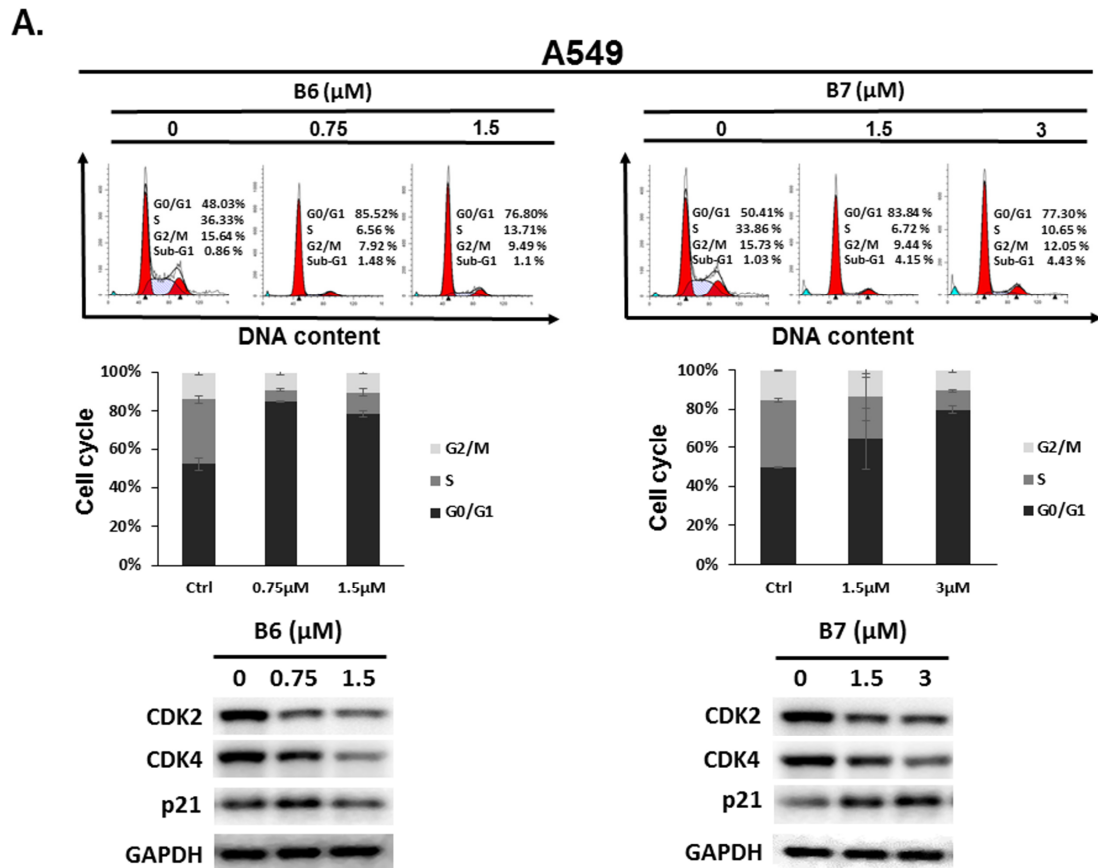 A.
A549
B6 (µM)
0 0.75 1.5
G0/G1 48.03%
S 36.33%
G2/M 15.64%
Sub-G1 0.86 %
G0/G1 85.52%
S 6.56 %
G2/M 7.92 %
Sub-G1 1.48 %
G0/G1 76.80%
S 13.71%
G2/M 9.49 %
Sub-G1 1.1 %
DNA content
B7 (µM)
0 1.5 3
G0/G1 50.41%
S 33.86 %
G2/M 15.73 %
Sub-G1 1.03 %
G0/G1 83.84 %
S 6.72 %
G2/M 9.44 %
Sub-G1 4.15 %
G0/G1 77.30%
S 10.65%
G2/M 12.05 %
Sub-G1 4.43 %
DNA content
Cell cycle
100%
80%
60%
40%
20%
0%
Ctrl 0.75µM 1.5µM
G2/M
S
G0/G1
Cell cycle
100%
80%
60%
40%
20%
0%
Ctrl 1.5µM 3µM
G2/M
S
G0/G1
B6 (µM)
0 0.75 1.5
CDK2
CDK4
p21
GAPDH
B7 (µM)
0 1.5 3
CDK2
CDK4
p21
GAPDH